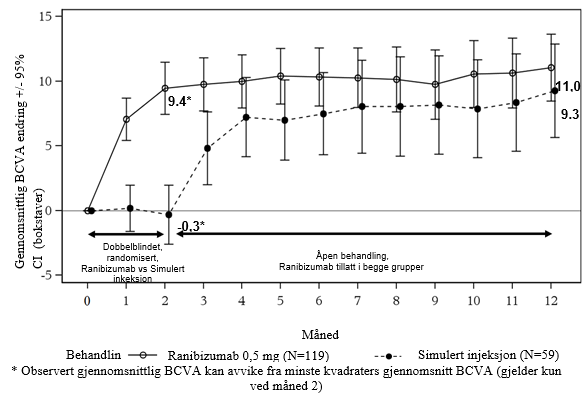 Gennomsnittlig BCVA endring +/- 95%
CI (bokstaver)
15
10
5
0
-5
9.4*
-0,3*
11.0
9.3
Dobbelblindet,
randomisert,
Ranibizumab vs Simulert
inkeksjon
Åpen behandling,
Ranibizumab tillatt i begge grupper
0 1 2 3 4 5 6 7 8 9 10 11 12
Måned
Behandlin Ranibizumab 0,5 mg (N=119) Simulert injeksjon (N=59)
* Observert gjennomsnittlig BCVA kan avvike fra minste kvadraters gjennomsnitt BCVA (gjelder kun
ved måned 2)